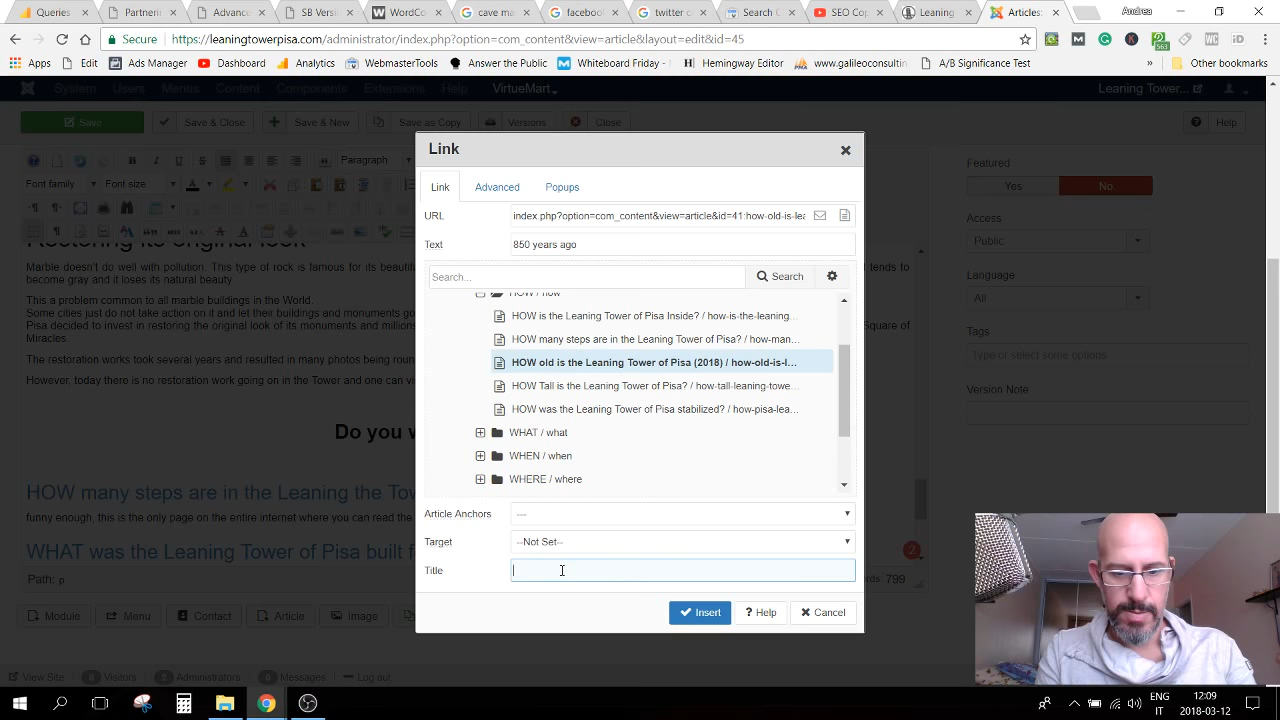 Queries
Partnerin
Advance
SB Versi
WordCo
cave ma
facebook
twitter c
Search C
SEO Cop
Leaning
Articles:
Andrea
Secure
https://leaningtowerpisa.com/administrator/index.php?option=com_content&view=article&layout=edit&id=45
Apps
Edit
Ads Manager
Dashboard
Analytics
WebmasterTools
Answer the Public
Whiteboard Friday -
Hemingway Editor
www.galileoconsultin
A/B Significance Test
»
Other bookmarks
System
Users
Menus
Content
Components
Extensions
Help
VirtueMart
Leaning Tower...
Save
Save & Close
Save & New
Save as Copy
Versions
Close
Help
Paragraph
Font family
Font size
Restoring its original look
Marble doesn't do well with pollution. This type of rock is famous for its beautiful
tends to
become gray and it loses its natural beauty
This a problem common to all marble buildings in the World.
Some cities just do not take action on it and let their buildings and monuments go
Pisa decided to invest in restoring the original look of its monuments and millions
Square of
Miracles.
The restoration works took several years and resulted in many photos being roun
However, today there is no restoration work going on in the Tower and one can vi
Do you w
HOW many steps are in the Leaning the Tow
funny enough, this is the only page on the entire internet where you can read the
WHAT was the Leaning Tower of Pisa built f
Path: p
2
799
Module
Menu
Contact
Article
Image
View Site
0
Visitors
Administrators
Messages
Log out
Featured
Yes
No
Access
Public
Language
All
Tags
Type or select some options
Version Note
Link
Link
Advanced
Popups
URL
index.php?option=com_content&view=article&id=41:how-old-is-lea
Text
850 years ago
Search...
Search
HOW / how
HOW is the Leaning Tower of Pisa Inside? / how-is-the-leaning...
HOW many steps are in the Leaning Tower of Pisa? / how-man...
HOW old is the Leaning Tower of Pisa (2018) / how-old-is-l...
HOW Tall is the Leaning Tower of Pisa? / how-tall-leaning-towe...
HOW was the Leaning Tower of Pisa stabilized? / how-pisa-lea...
WHAT / what
WHEN / when
WHERE / where
Article Anchors
---
Target
--Not Set--
Title
Insert
? Help
Cancel
ENG
IT
12:09
2018-03-12